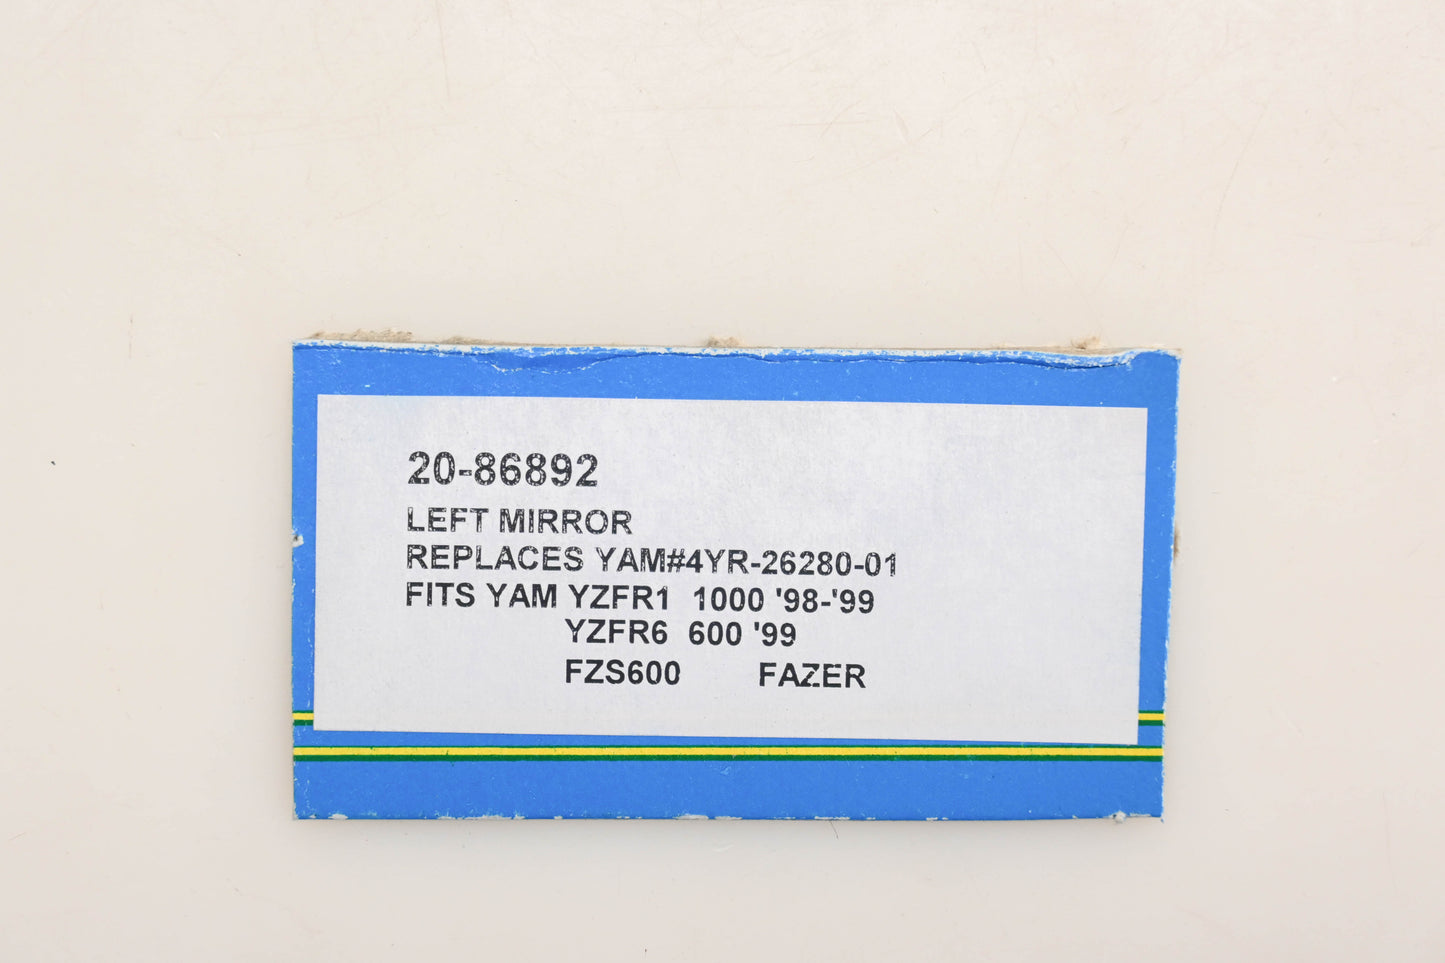 20-86892
LEFT MIRROR
REPLACES YAM#4YR-26280-01
FITS YAM YZFR1 1000 '98-'99
YZFR6 600 '99
FZS600 FAZER